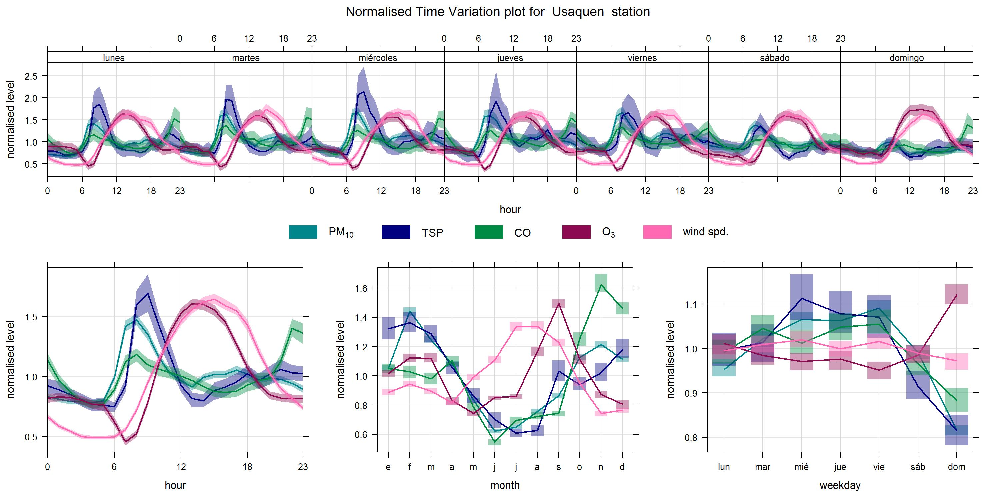 Normalised Time Variation plot for Usaquen station
0 6 12 18 23 0 6 12 18 23 0 6 12 18 23
lunes martes miércoles jueves viernes sábado domingo
2.5
2.0
1.5
1.0
0.5
normalised level
0 6 12 18 23 0 6 12 18 23 0 6 12 18 23 0 6 12 18 23
hour
PM10 TSP CO O3 wind spd.
1.5
1.0
0.5
normalised level
0 6 12 18 23
hour
1.6
1.4
1.2
1.0
0.8
0.6
normalised level
e f m a m j j a s o n d
month
1.1
1.0
0.9
0.8
normalised level
lun mar mié jue vie sáb dom
weekday